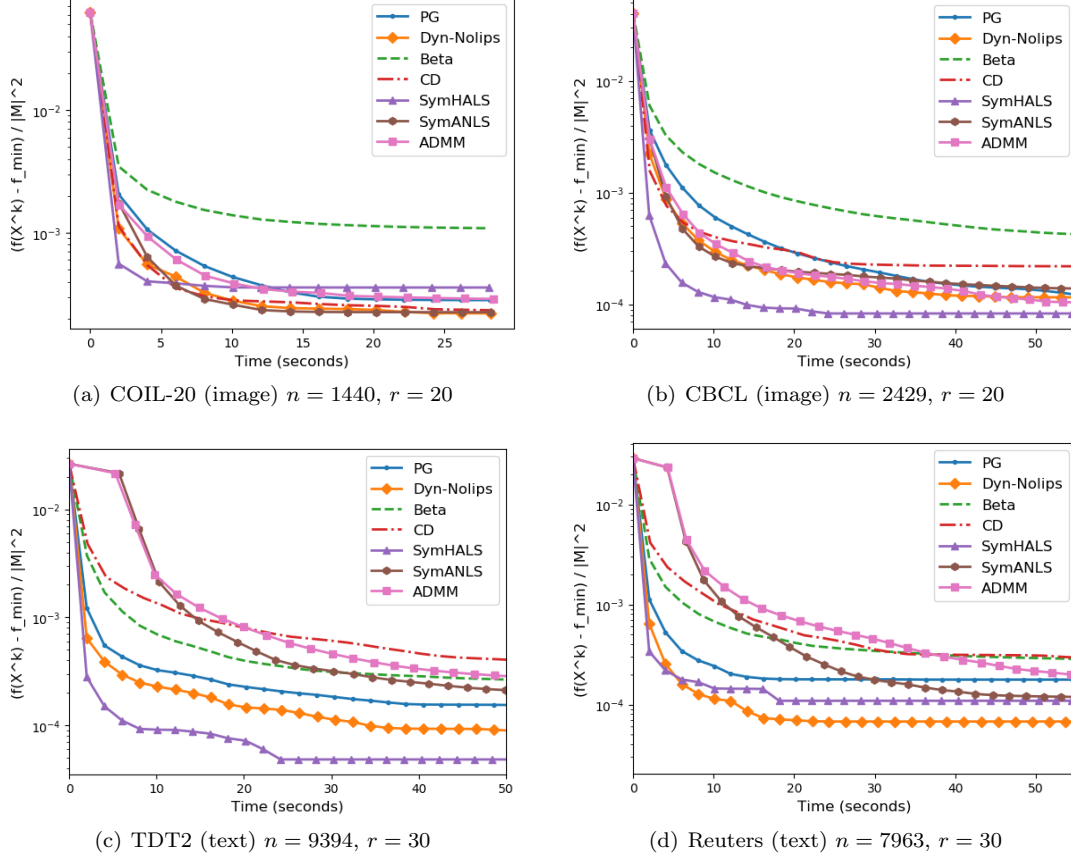 (f(X^k) - f_min) / |M|^2
10^-2
10^-3
0 5 10 15 20 25
Time (seconds)
PG
Dyn-Nolips
Beta
CD
SymHALS
SymANLS
ADMM
(a) COIL-20 (image) n = 1440, r = 20
(f(X^k) - f_min) / |M|^2
10^-2
10^-3
10^-4
0 10 20 30 40 50
Time (seconds)
PG
Dyn-Nolips
Beta
CD
SymHALS
SymANLS
ADMM
(b) CBCL (image) n = 2429, r = 20
(f(X^k) - f_min) / |M|^2
10^-2
10^-3
10^-4
0 10 20 30 40 50
Time (seconds)
PG
Dyn-Nolips
Beta
CD
SymHALS
SymANLS
ADMM
(c) TDT2 (text) n = 9394, r = 30
(f(X^k) - f_min) / |M|^2
10^-2
10^-3
10^-4
0 10 20 30 40 50
Time (seconds)
PG
Dyn-Nolips
Beta
CD
SymHALS
SymANLS
ADMM
(d) Reuters (text) n = 7963, r = 30